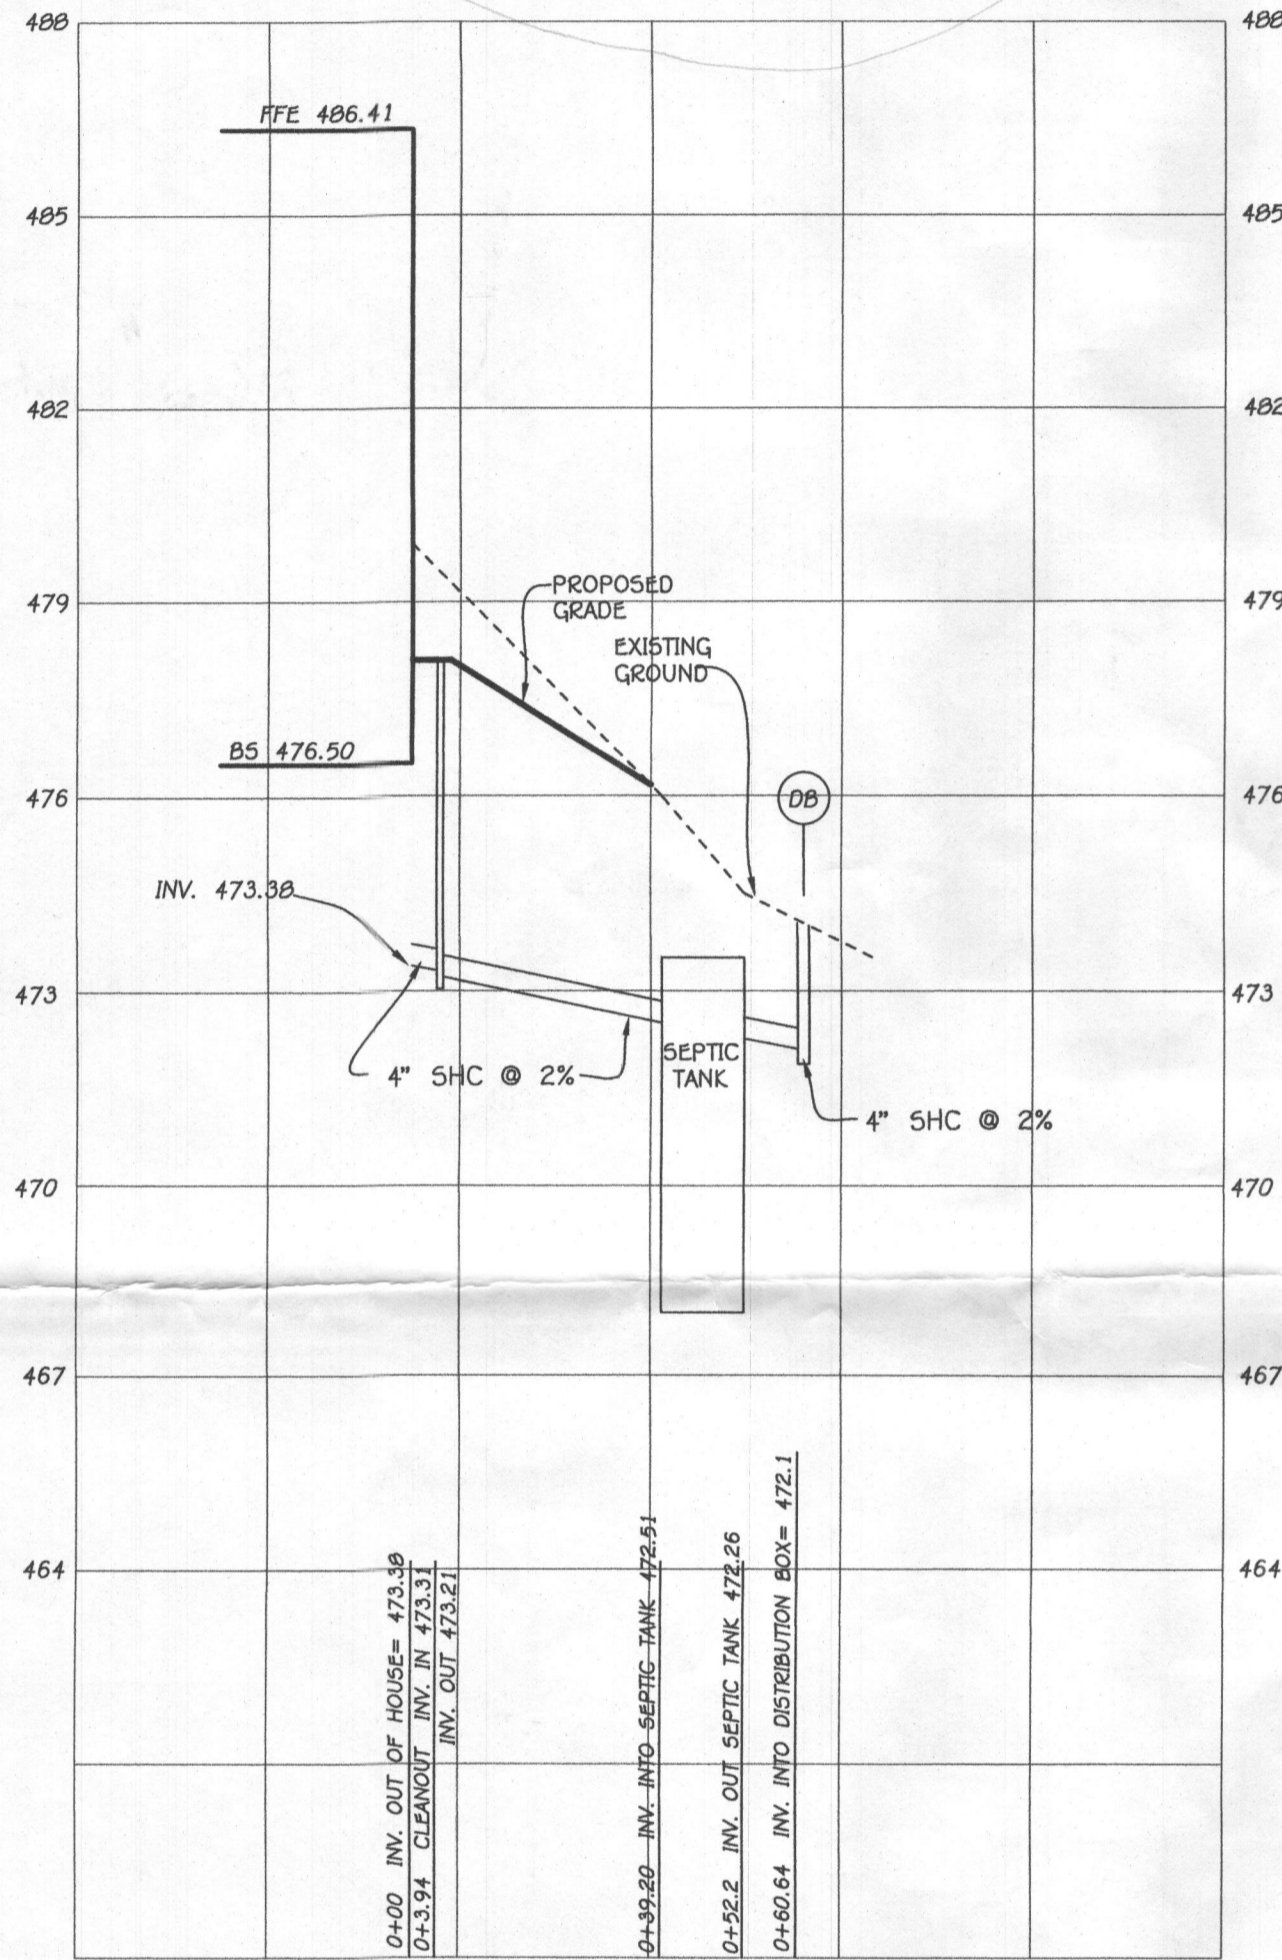 488
488
FFE 486.41
485
485
482
482
479
479
PROPOSED
GRADE
EXISTING
GROUND
BS 476.50
476
476
DB
INV. 473.38
473
473
SEPTIC
TANK
4" SHC @ 2%
4" SHC @ 2%
470
470
467
467
464
464
0+00 INV. OUT OF HOUSE= 473.38
0+3.94 CLEANOUT INV. IN 473.31
INV. OUT 473.21
0+39.20 INV. INTO SEPTIC TANK 472.51
0+52.2 INV. OUT SEPTIC TANK 472.26
0+60.64 INV. INTO DISTRIBUTION BOX= 472.1